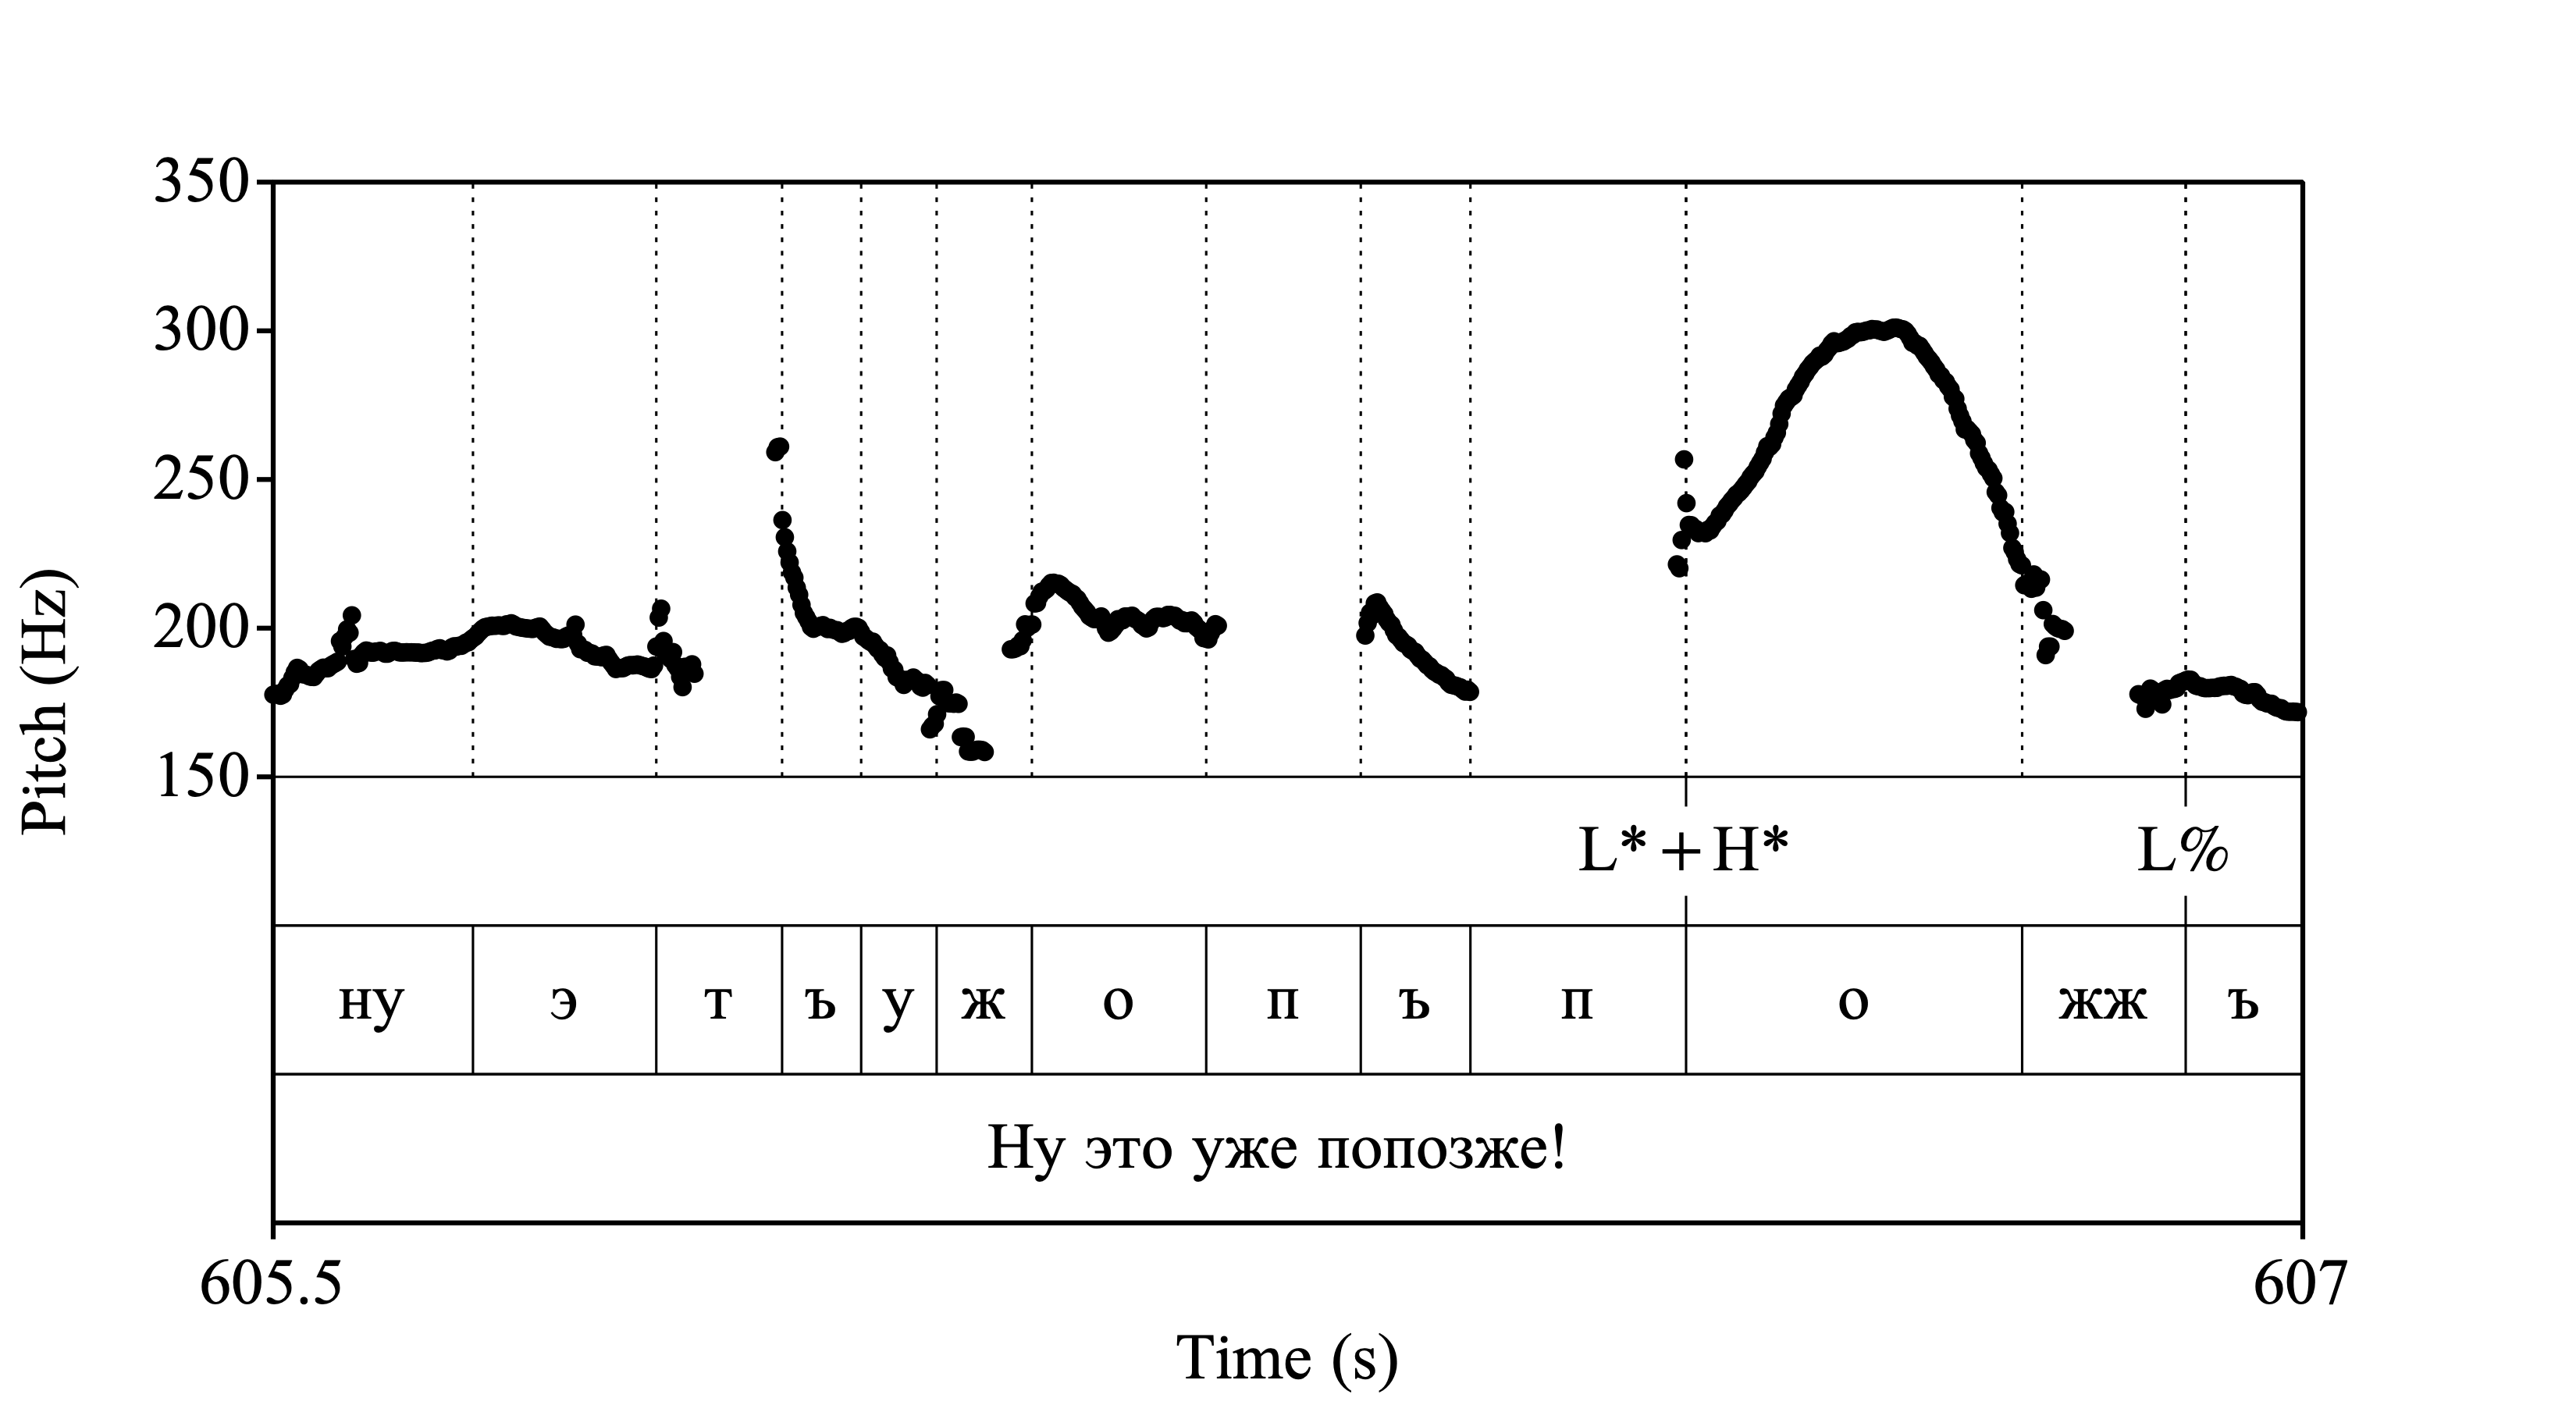 350
300
250
200
150
Pitch (Hz)
L*+H* L%
ну э т ъ у ж о п ъ п о жж ъ
Ну это уже попозже!
605.5 607
Time (s)